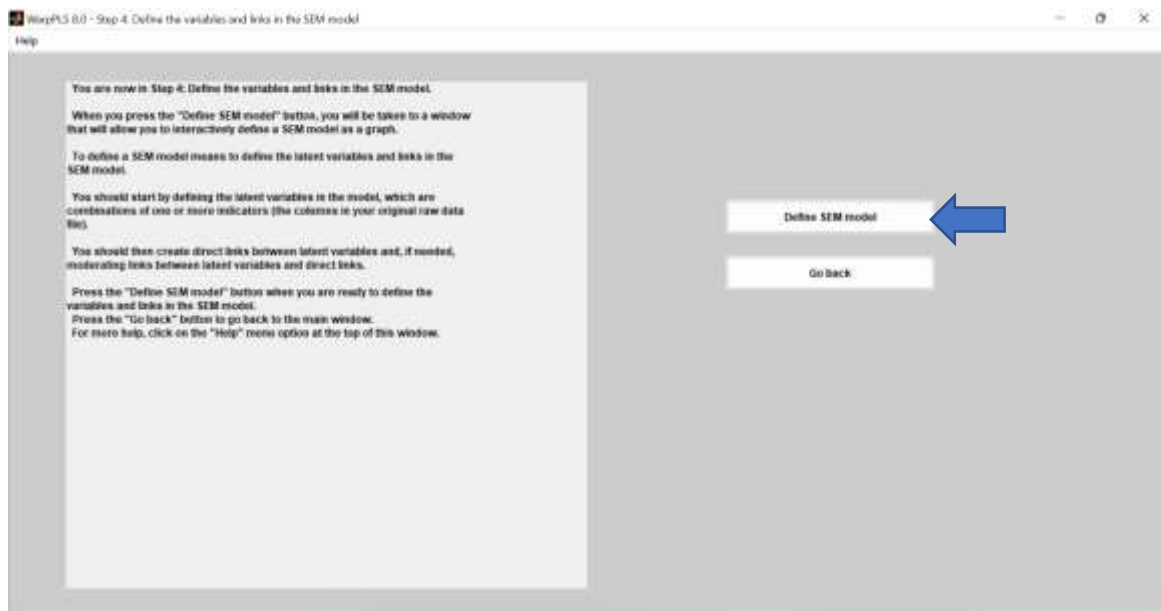 WarpPLS 8.0 - Step 4: Define the variables and links in the SEM model
Help
You are now in Step 4: Define the variables and links in the SEM model.
When you press the "Define SEM model" button, you will be taken to a window
that will allow you to interactively define a SEM model as a graph.
To define a SEM model means to define the latent variables and links in the
SEM model.
You should start by defining the latent variables in the model, which are
combinations of one or more indicators (the columns in your original raw data
file).
You should then create direct links between latent variables and, if needed,
moderating links between latent variables and direct links.
Press the "Define SEM model" button when you are ready to define the
variables and links in the SEM model.
Press the "Go back" button to go back to the main window.
For more help, click on the "Help" menu option at the top of this window.
Define SEM model
Go back